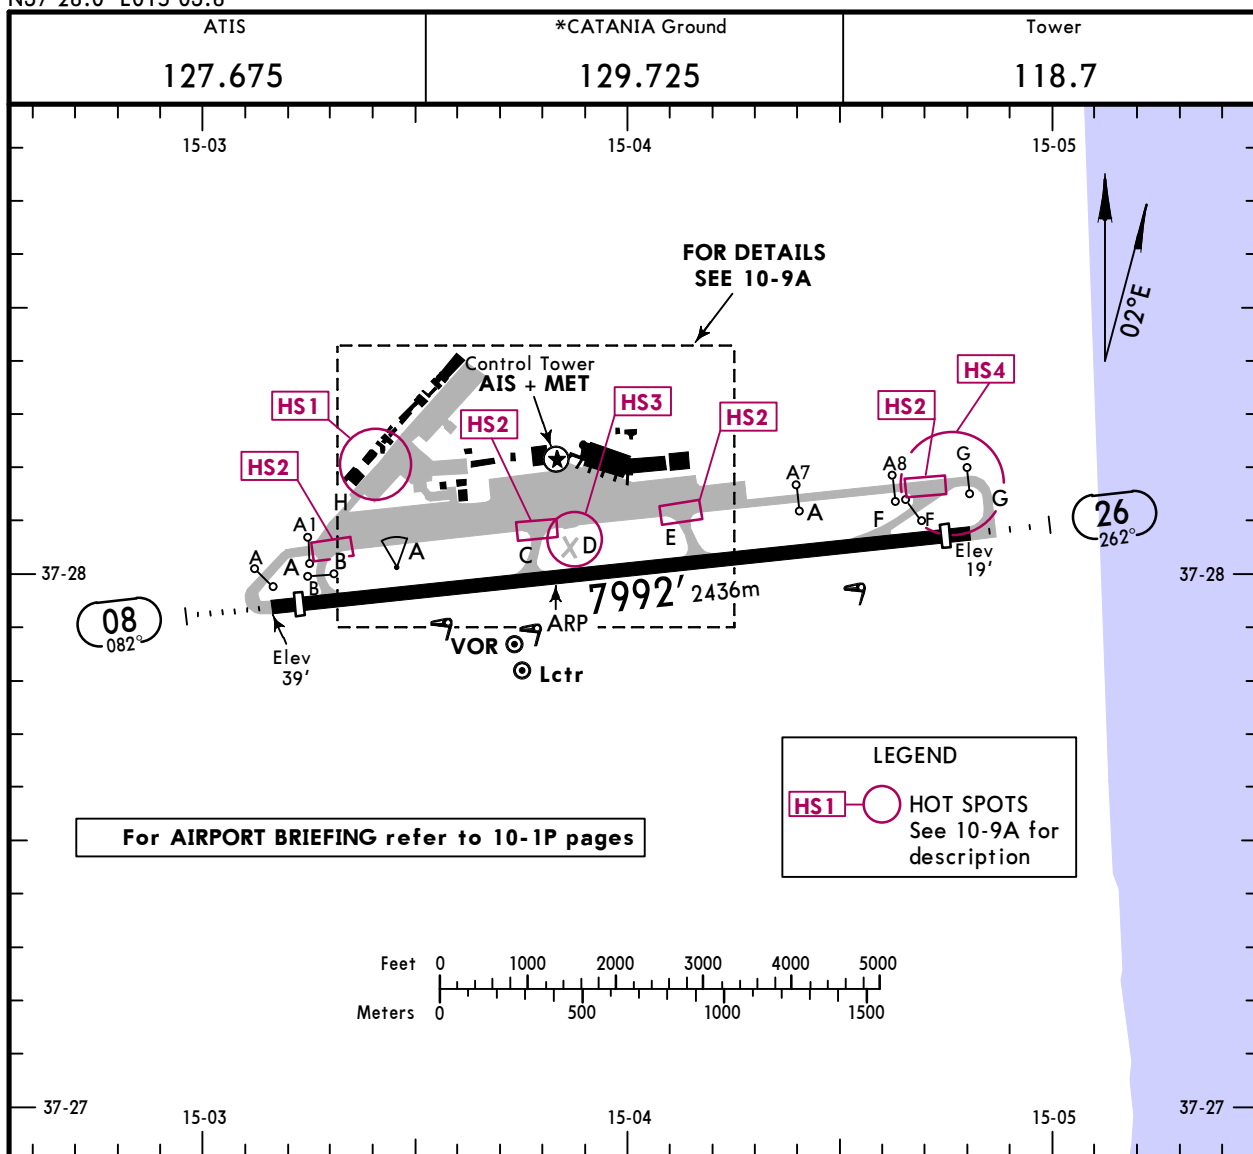 ATIS
127.675
*CATANIA Ground
129.725
Tower
118.7
15-03
15-04
15-05
02°E
FOR DETAILS
SEE 10-9A
Control Tower
AIS + MET
HS1
HS2
HS2
HS3
HS2
HS2
HS4
H
A1
A
A
B
B
A
C
D
E
A7
A
A8
F
F
G
G
37-28
37-28
08
082°
26
262°
Elev
39'
Elev
19'
7992' 2436m
ARP
VOR
Lctr
LEGEND
HS1
HOT SPOTS
See 10-9A for
description
For AIRPORT BRIEFING refer to 10-1P pages
Feet 0 1000 2000 3000 4000 5000
Meters 0 500 1000 1500
37-27
37-27
15-03
15-04
15-05